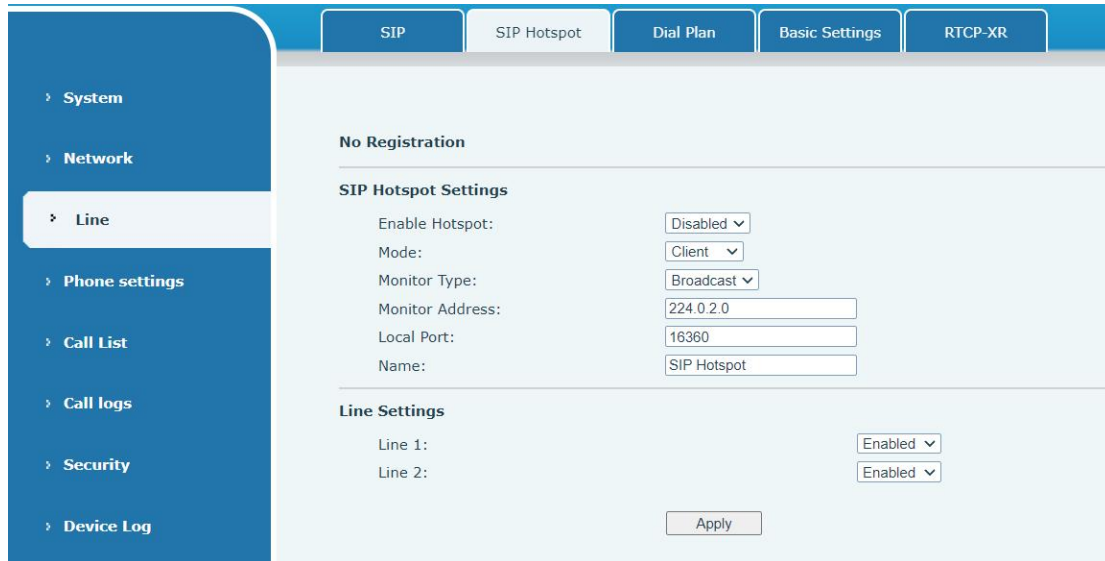 SIP
SIP Hotspot
Dial Plan
Basic Settings
RTCP-XR
System
Network
Line
Phone settings
Call List
Call logs
Security
Device Log
No Registration
SIP Hotspot Settings
Enable Hotspot: Disabled
Mode: Client
Monitor Type: Broadcast
Monitor Address: 224.0.2.0
Local Port: 16360
Name: SIP Hotspot
Line Settings
Line 1: Enabled
Line 2: Enabled
Apply